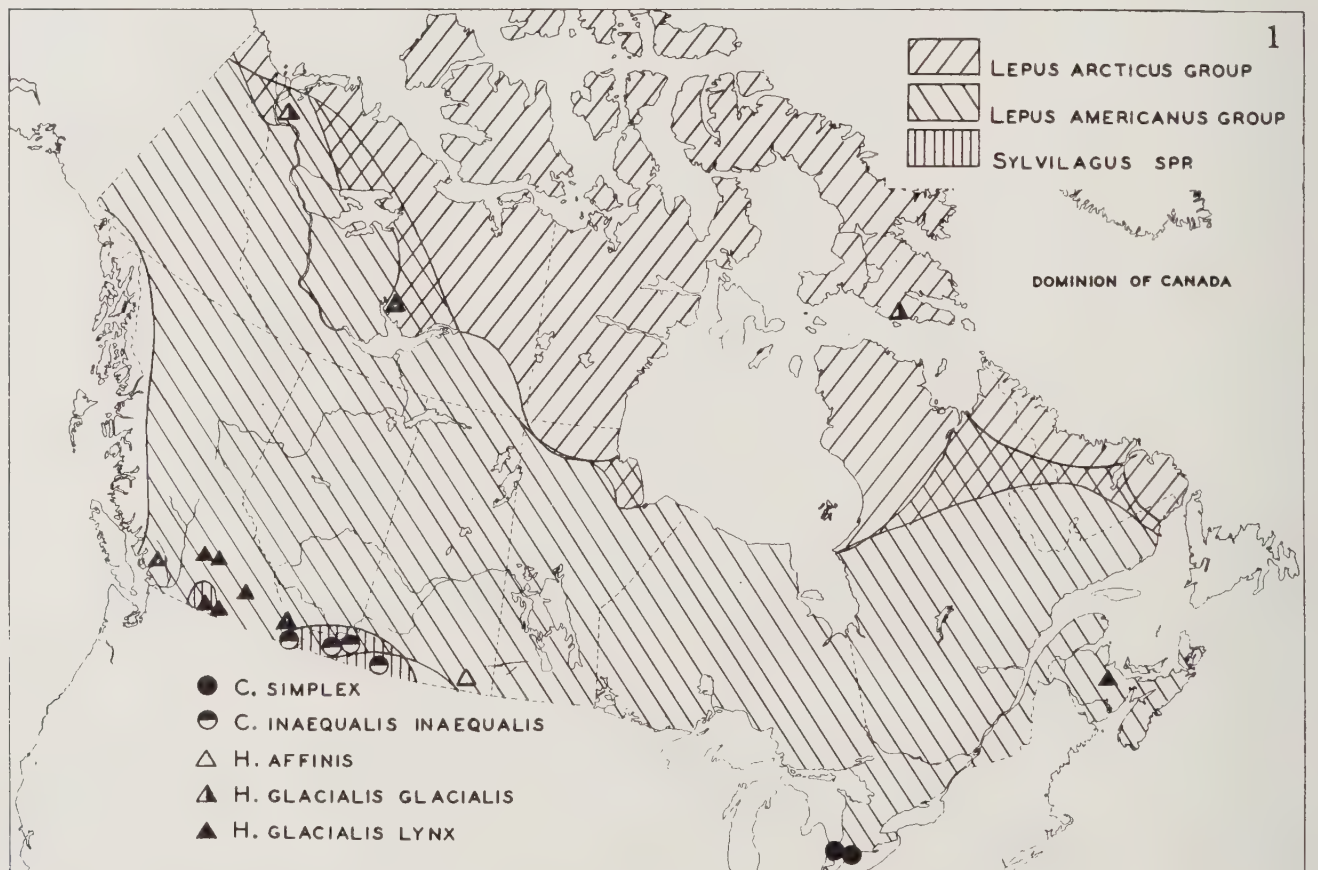 1
LEPUS ARCTICUS GROUP
LEPUS AMERICANUS GROUP
SYLVILAGUS SPR
DOMINION OF CANADA
C. SIMPLEX
C. INAEQUALIS INAEQUALIS
H. AFFINIS
H. GLACIALIS GLACIALIS
H. GLACIALIS LYNX